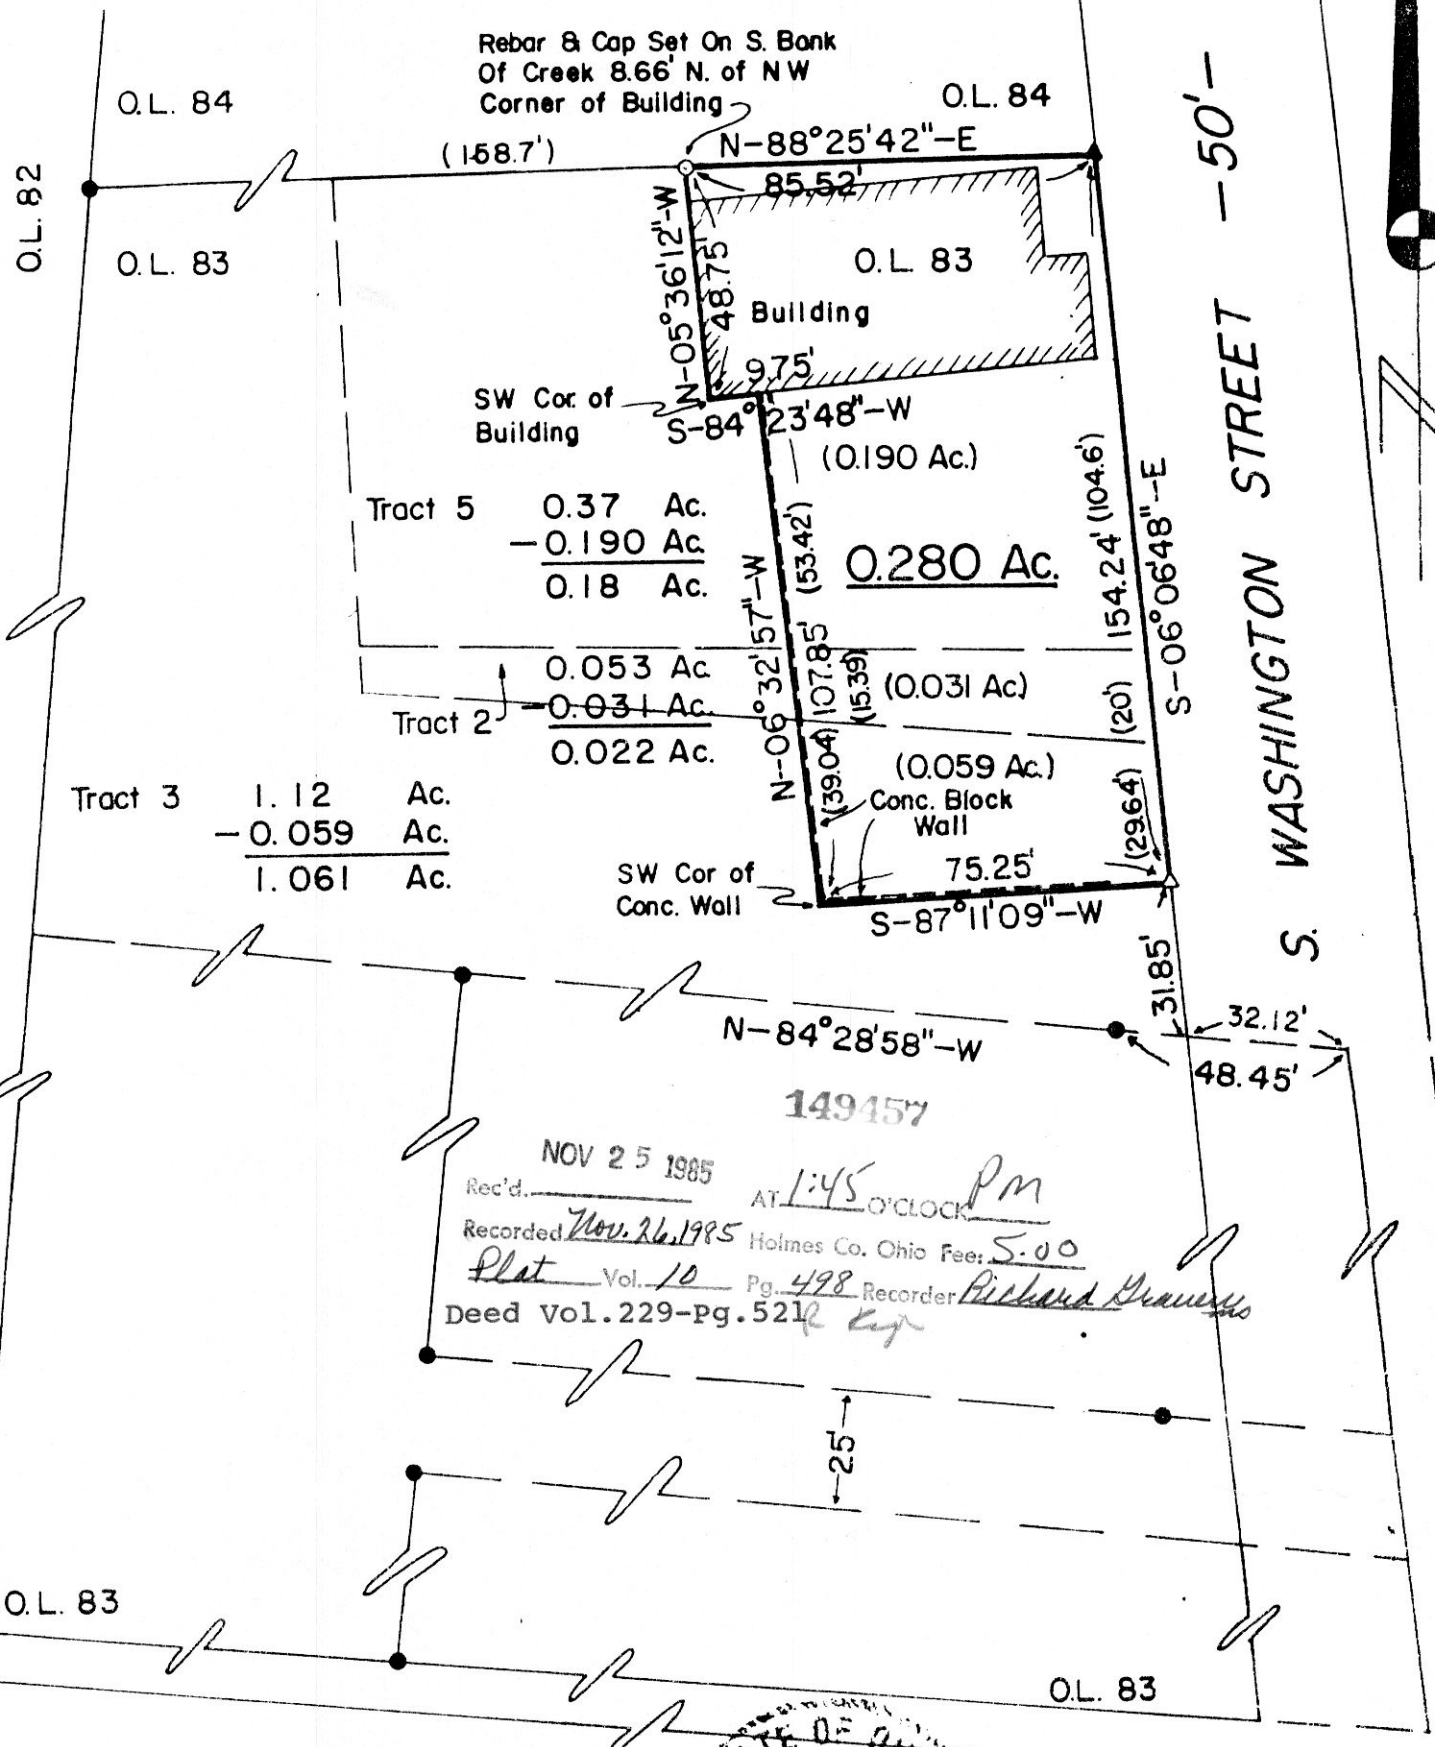 Rebar & Cap Set On S. Bank
Of Creek 8.66' N. of NW
Corner of Building
O.L. 84
O.L. 84
O.L. 82
(158.7')
N-88°25'42"-E
85.52'
O.L. 83
O.L. 83
N-05°36'12"-W
48.75'
Building
9.75'
SW Cor. of
Building
S-84°23'48"-W
(0.190 Ac.)
Tract 5 0.37 Ac.
-0.190 Ac.
0.18 Ac.
N-06°32'57"-W
107.85'
(53.42')
(15.39)
(39.04)
0.280 Ac.
154.24'
(104.6')
(20')
(29.64')
S-06°06'48"-E
S. WASHINGTON STREET -50'-
Tract 2 0.053 Ac.
-0.031 Ac.
0.022 Ac.
(0.031 Ac.)
(0.059 Ac.)
Tract 3 1.12 Ac.
-0.059 Ac.
1.061 Ac.
Conc. Block
Wall
75.25'
SW Cor of
Conc. Wall
S-87°11'09"-W
31.85'
32.12'
48.45'
N-84°28'58"-W
149457
NOV 25 1985
Rec'd. AT 1:45 O'CLOCK PM
Recorded Nov. 26, 1985 Holmes Co. Ohio Fee: 5.00
Plat Vol. 10 Pg. 498 Recorder Richard
Deed Vol.229-Pg.521
25'
O.L. 83
O.L. 83